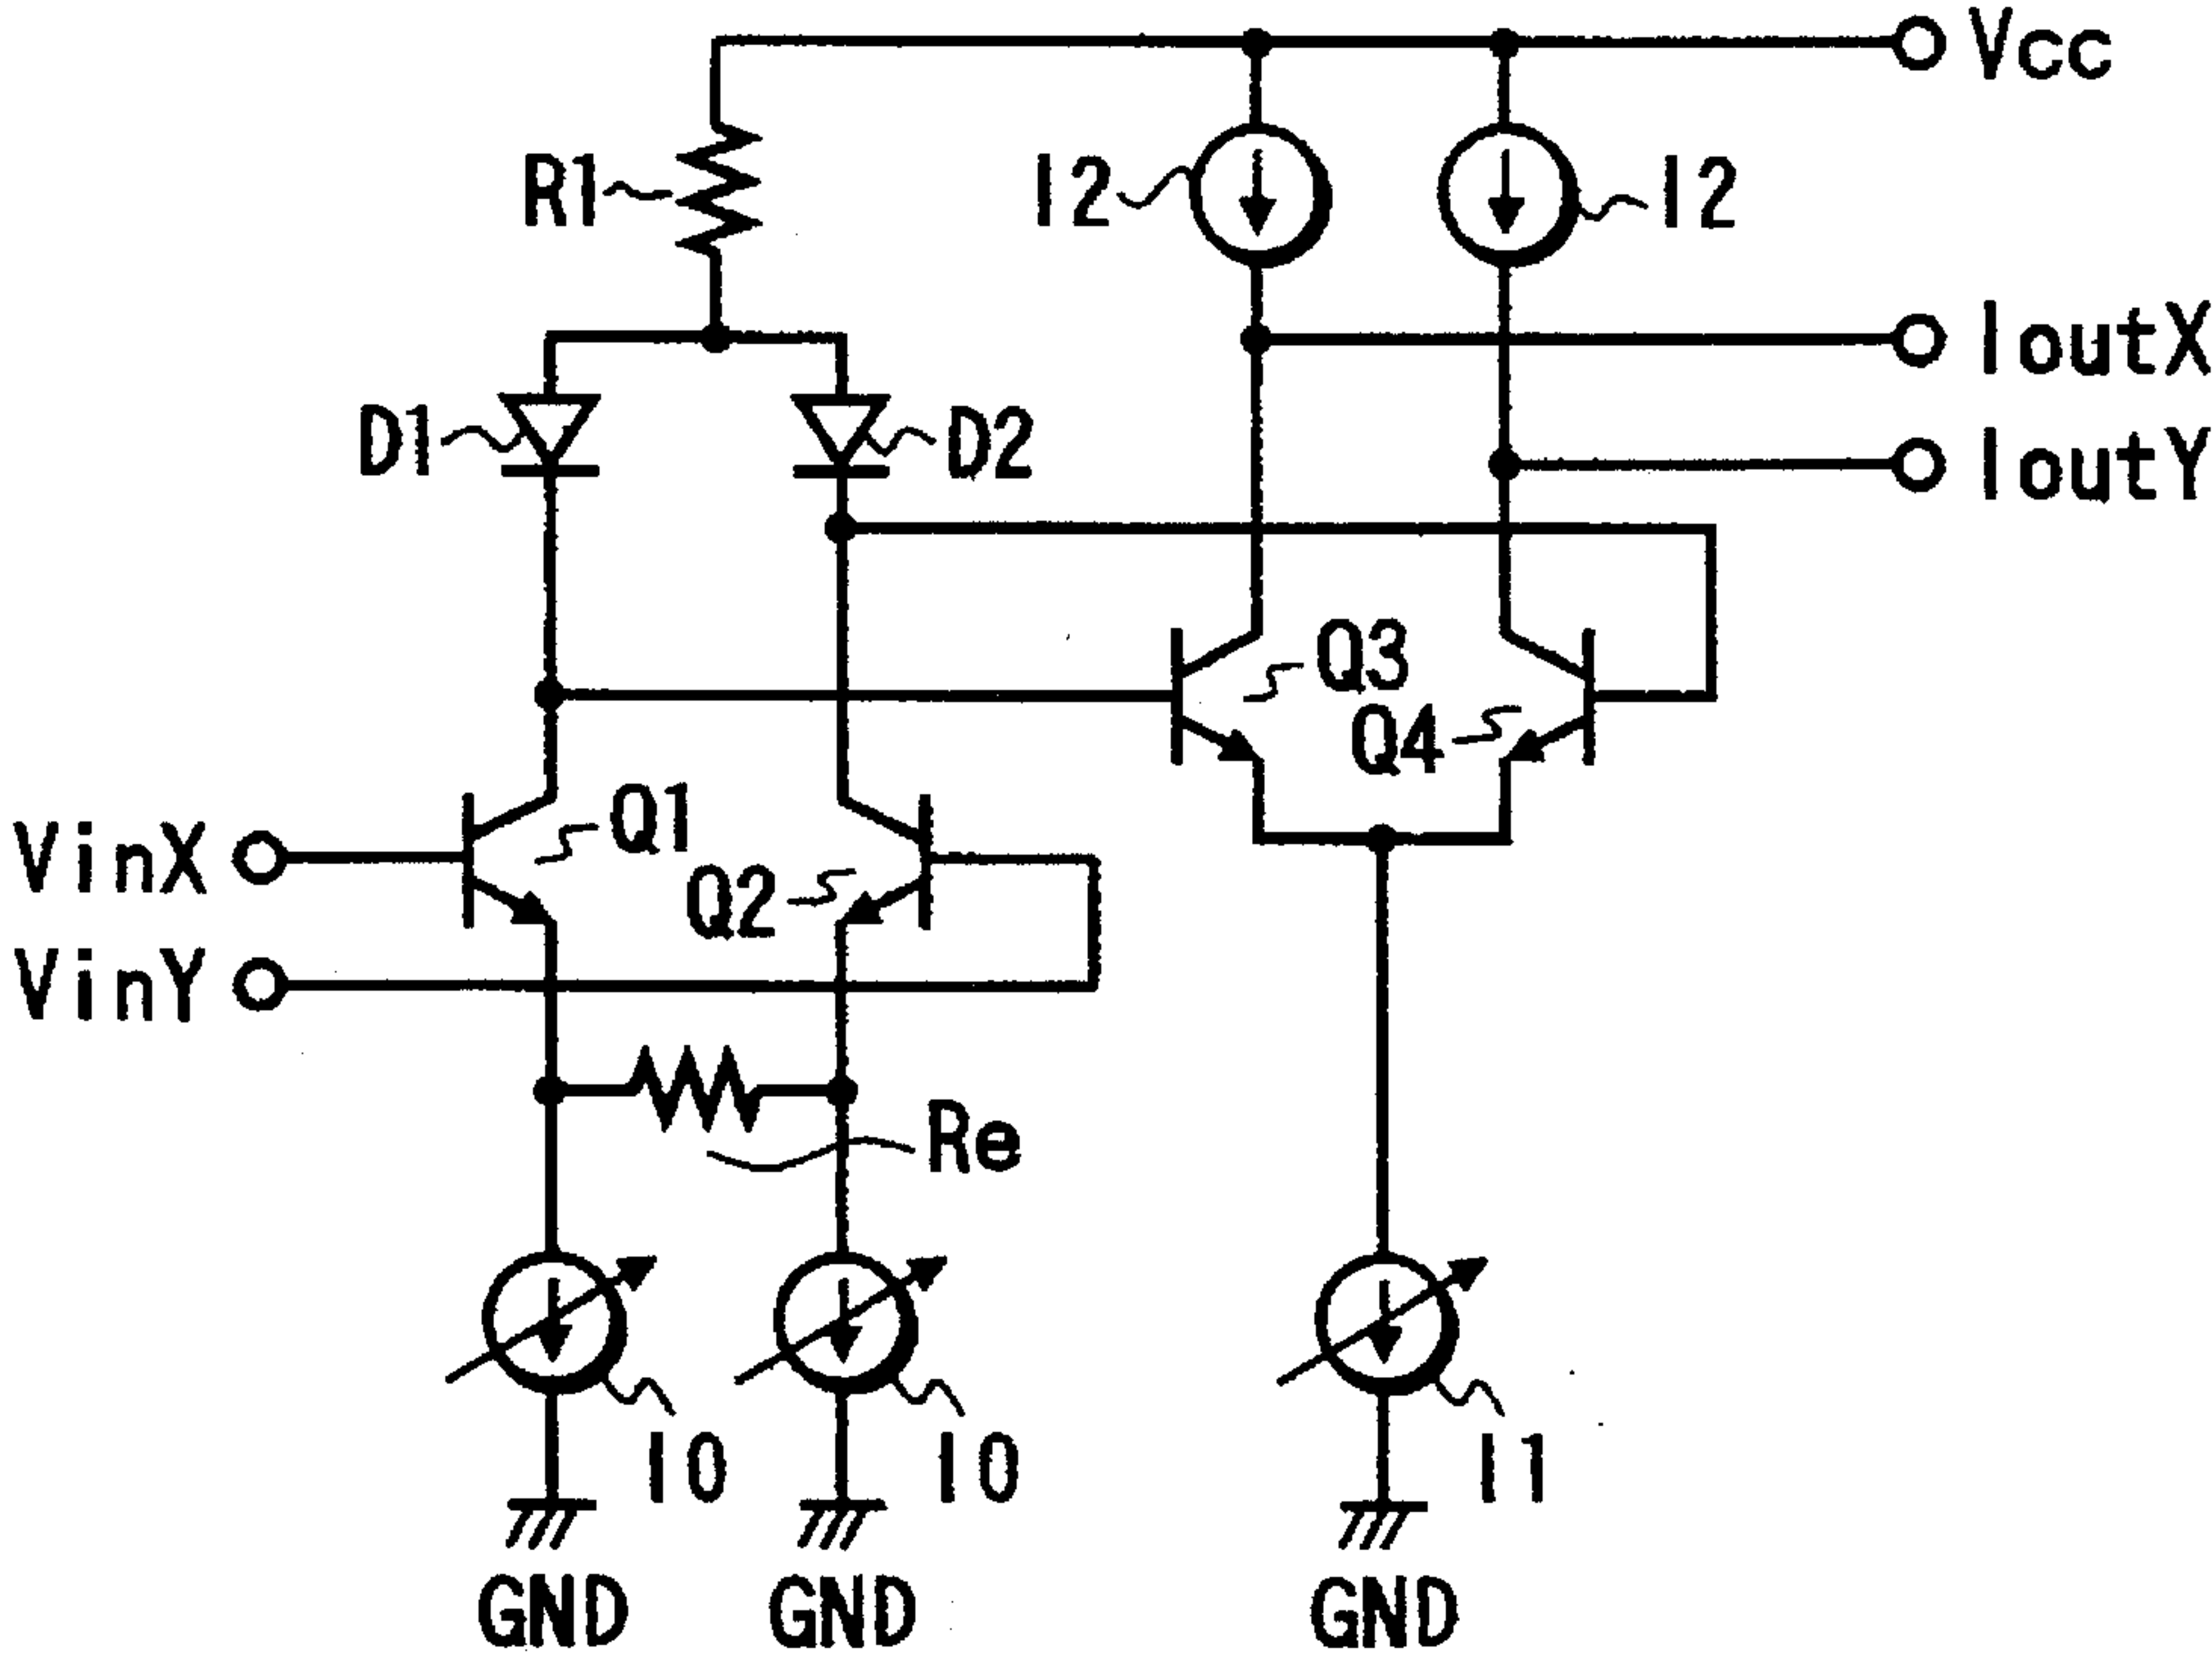 Vcc
R1
I2
I2
IoutX
D1
D2
IoutY
Q3
Q4
VinX
Q1
Q2
VinY
Re
I0
I0
I1
GND
GND
GND